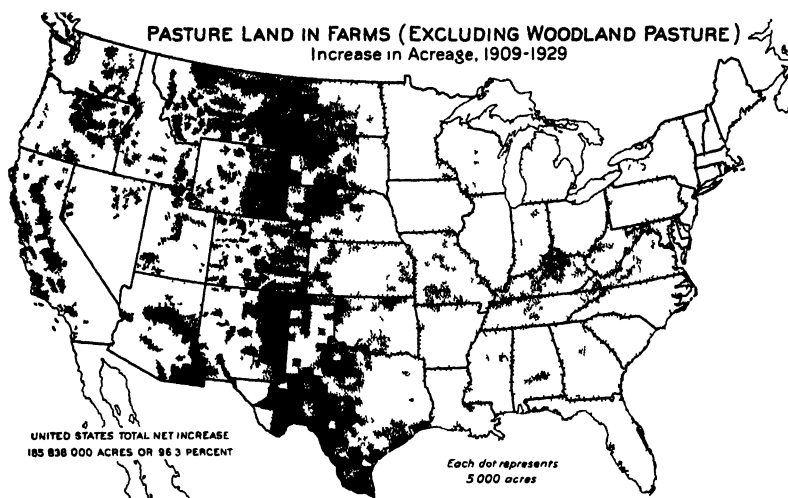 PASTURE LAND IN FARMS (EXCLUDING WOODLAND PASTURE)
Increase in Acreage, 1909-1929
UNITED STATES TOTAL NET INCREASE
185 838 000 ACRES OR 96 3 PERCENT
Each dot represents
5 000 acres